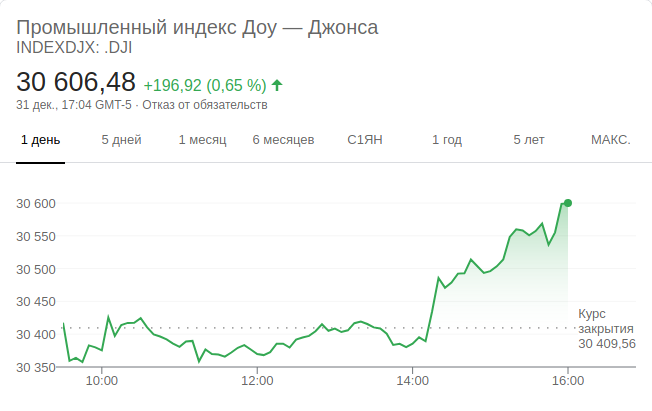 Промышленный индекс Доу — Джонса
INDEXDJX: .DJI
30 606,48 +196,92 (0,65 %)
31 дек., 17:04 GMT-5 · Отказ от обязательств
1 день 5 дней 1 месяц 6 месяцев С1ЯН 1 год 5 лет МАКС.
30 600
30 550
30 500
30 450
30 400
30 350
Курс
закрытия
30 409,56
10:00 12:00 14:00 16:00